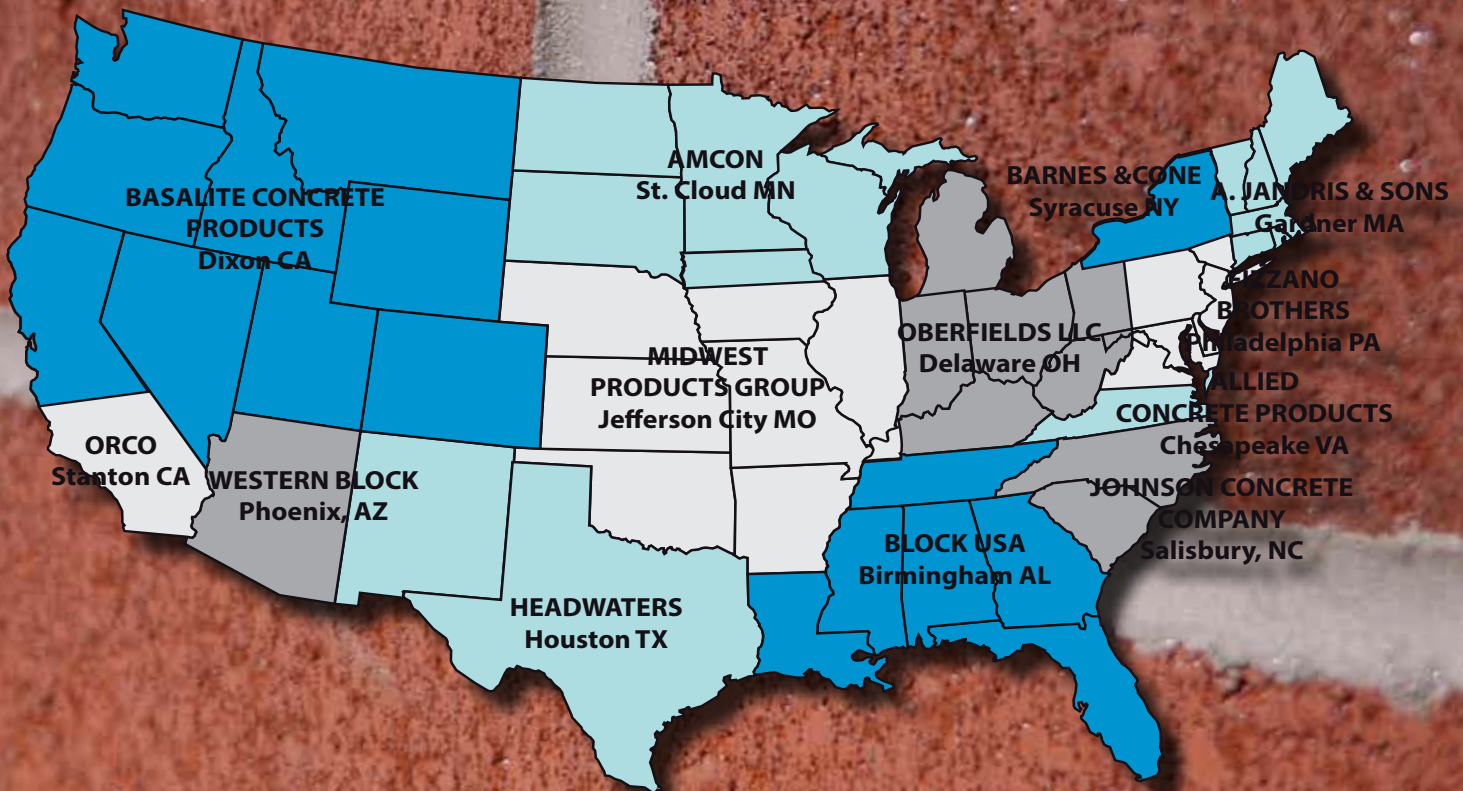 AMCON
St. Cloud MN
BARNES &CONE
Syracuse NY
A. JANDRIS & SONS
Gardner MA
BASALITE CONCRETE
PRODUCTS
Dixon CA
FIZZANO
BROTHERS
Philadelphia PA
OBERFIELDS LLC
Delaware OH
MIDWEST
PRODUCTS GROUP
Jefferson City MO
ALLIED
CONCRETE PRODUCTS
Chesapeake VA
ORCO
Stanton CA
WESTERN BLOCK
Phoenix, AZ
JOHNSON CONCRETE
COMPANY
Salisbury, NC
BLOCK USA
Birmingham AL
HEADWATERS
Houston TX